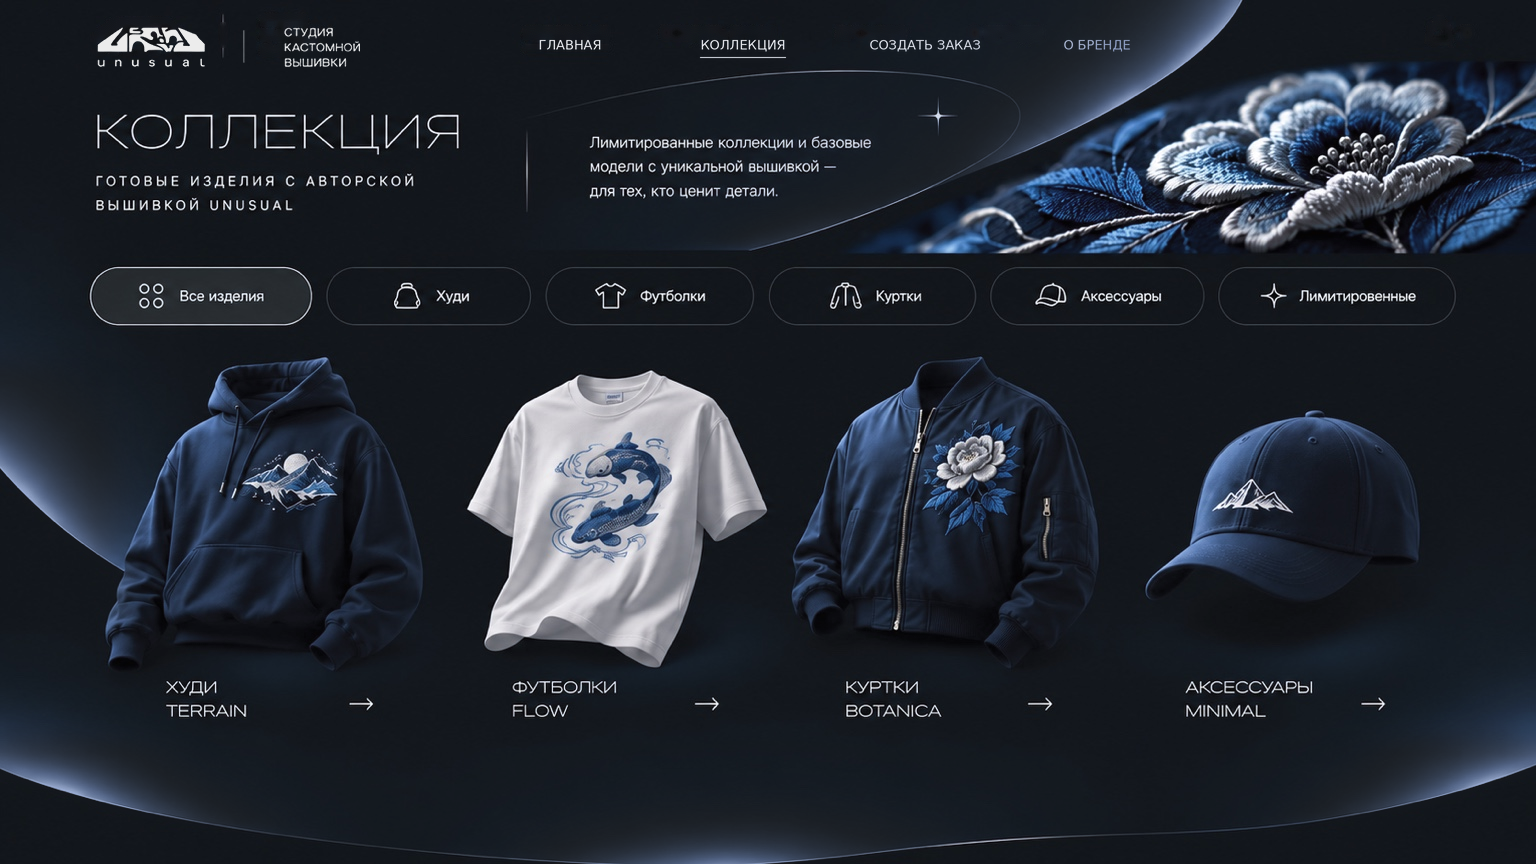 unusual
СТУДИЯ
КАСТОМНОЙ
ВЫШИВКИ
ГЛАВНАЯ
КОЛЛЕКЦИЯ
СОЗДАТЬ ЗАКАЗ
О БРЕНДЕ
КОЛЛЕКЦИЯ
ГОТОВЫЕ ИЗДЕЛИЯ С АВТОРСКОЙ
ВЫШИВКОЙ UNUSUAL
Лимитированные коллекции и базовые
модели с уникальной вышивкой —
для тех, кто ценит детали.
Все изделия
Худи
Футболки
Куртки
Аксессуары
Лимитировенные
ХУДИ
TERRAIN
ФУТБОЛКИ
FLOW
КУРТКИ
BOTANICA
АКСЕССУАРЫ
MINIMAL